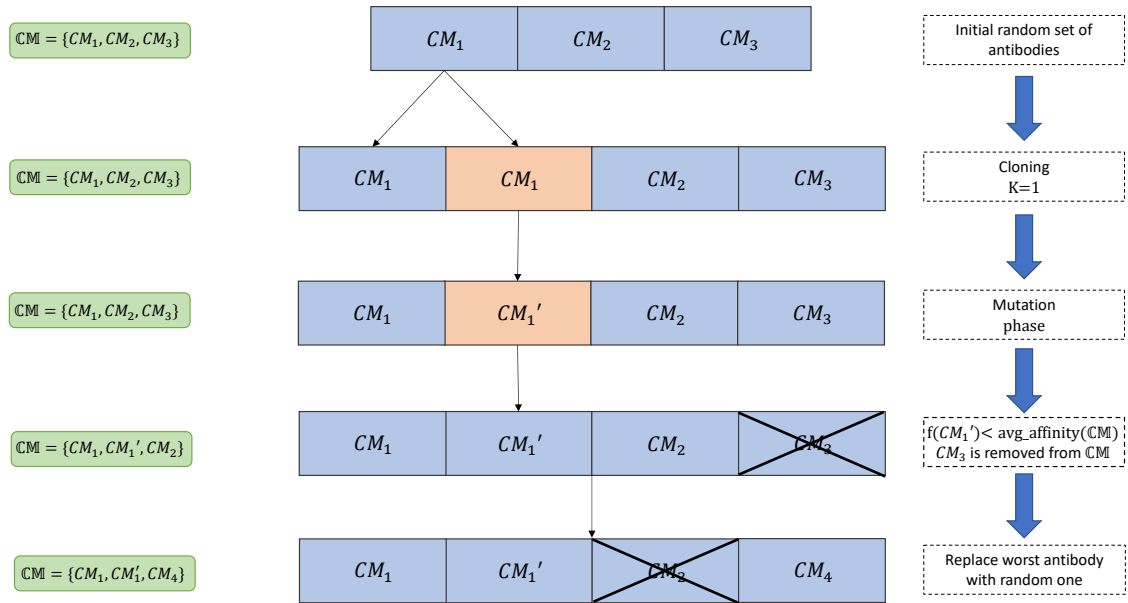 ℂ𝕄 = {CM₁, CM₂, CM₃}
CM₁ CM₂ CM₃
Initial random set of
antibodies
ℂ𝕄 = {CM₁, CM₂, CM₃}
CM₁ CM₁ CM₂ CM₃
Cloning
K=1
ℂ𝕄 = {CM₁, CM₂, CM₃}
CM₁ CM₁′ CM₂ CM₃
Mutation
phase
ℂ𝕄 = {CM₁, CM₁′, CM₂}
CM₁ CM₁′ CM₂ CM₃
f(CM₁′)< avg_affinity(ℂ𝕄)
CM₃ is removed from ℂ𝕄
ℂ𝕄 = {CM₁, CM₁′, CM₄}
CM₁ CM₁′ CM₂ CM₄
Replace worst antibody
with random one